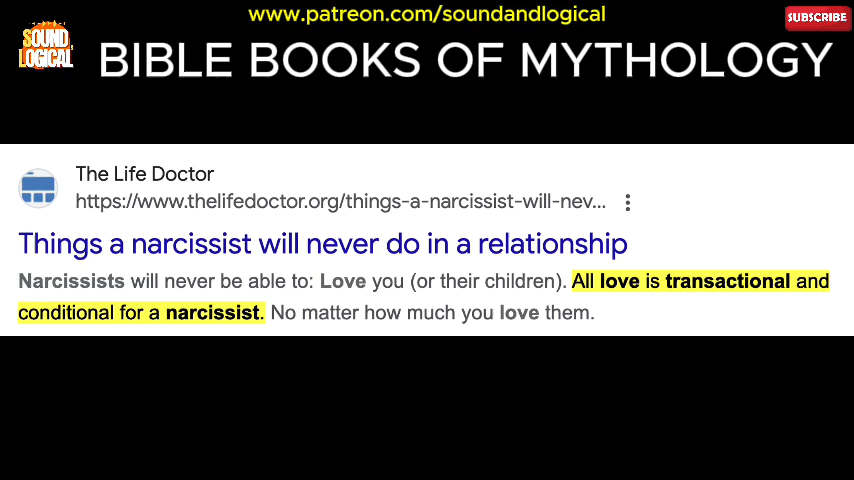 www.patreon.com/soundandlogical
SUBSCRIBE
SOUND
LOGICAL
BIBLE BOOKS OF MYTHOLOGY
The Life Doctor
https://www.thelifedoctor.org/things-a-narcissist-will-nev...
Things a narcissist will never do in a relationship
Narcissists will never be able to: Love you (or their children). All love is transactional and
conditional for a narcissist. No matter how much you love them.